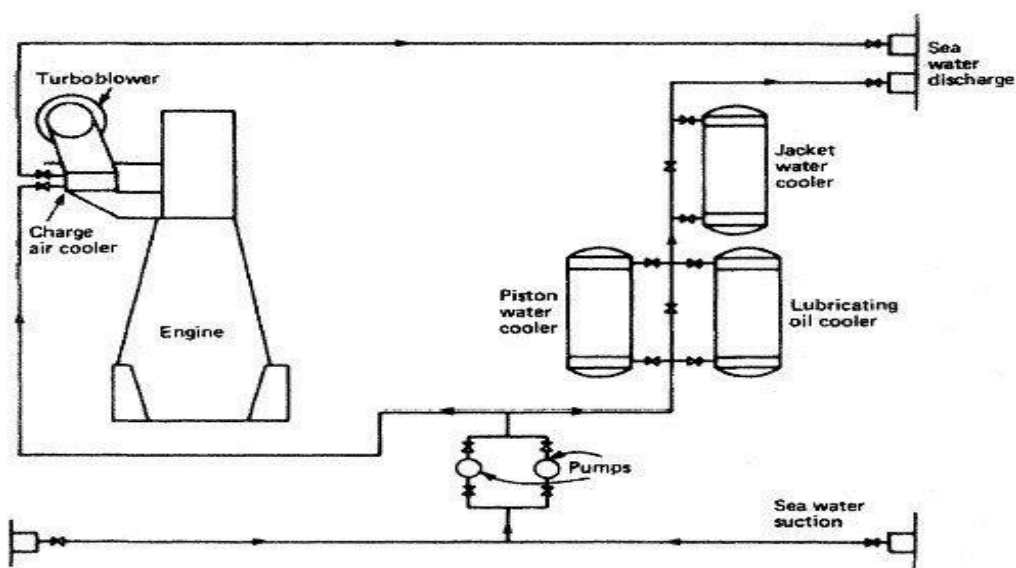 Sea
water
discharge
Turboblower
Jacket
water
cooler
Charge
air cooler
Piston
water
cooler
Lubricating
oil cooler
Engine
Pumps
Sea water
suction